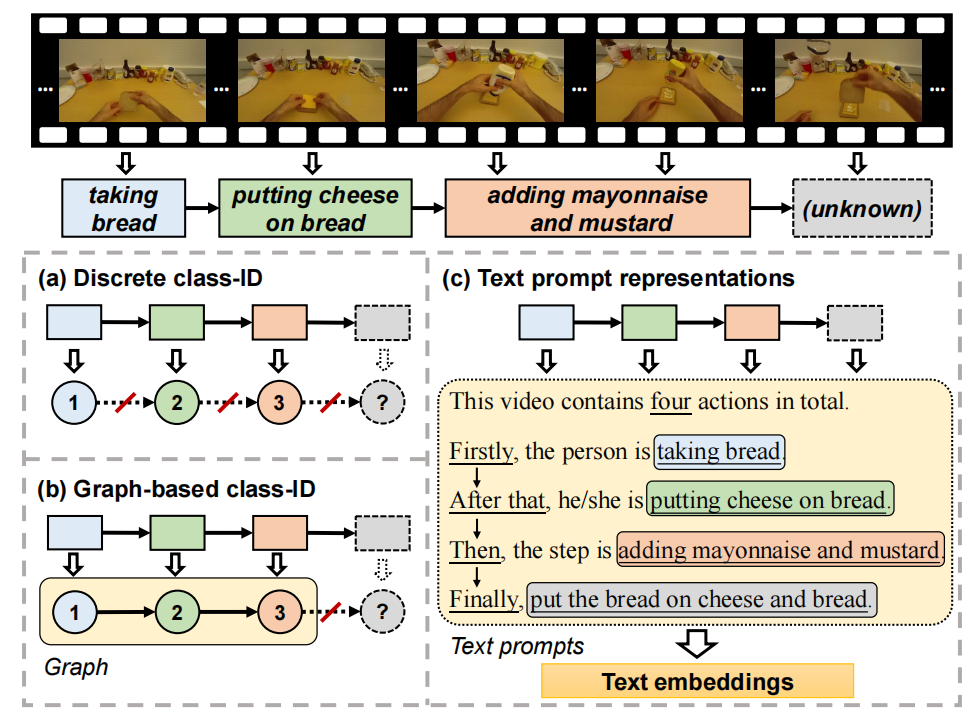 ... ... ... ... ... ...
taking
bread
putting cheese
on bread
adding mayonnaise
and mustard
(unknown)
(a) Discrete class-ID
1 2 3 ?
(b) Graph-based class-ID
1 2 3 ?
Graph
(c) Text prompt representations
This video contains four actions in total.
Firstly, the person is taking bread.
After that, he/she is putting cheese on bread.
Then, the step is adding mayonnaise and mustard.
Finally, put the bread on cheese and bread.
Text prompts
Text embeddings